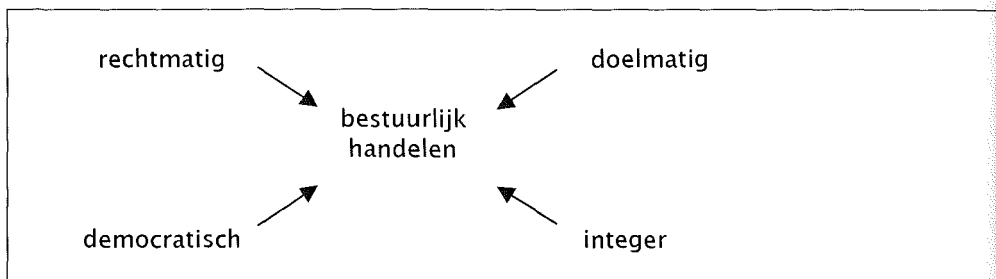 rechtmatig
doelmatig
bestuurlijk
handelen
democratisch
integer